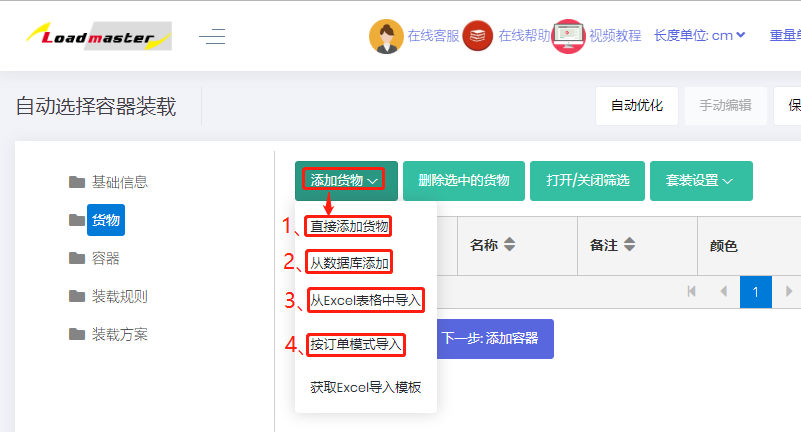 Loadmaster
在线客服 在线帮助 视频教程 长度单位: cm 重量单
自动选择容器装载 自动优化 手动编辑 保
基础信息
货物
容器
装载规则
装载方案
添加货物 删除选中的货物 打开/关闭筛选 套装设置
名称 备注 颜色
1、直接添加货物
2、从数据库添加
3、从Excel表格中导入
1
4、按订单模式导入
下一步: 添加容器
获取Excel导入模板